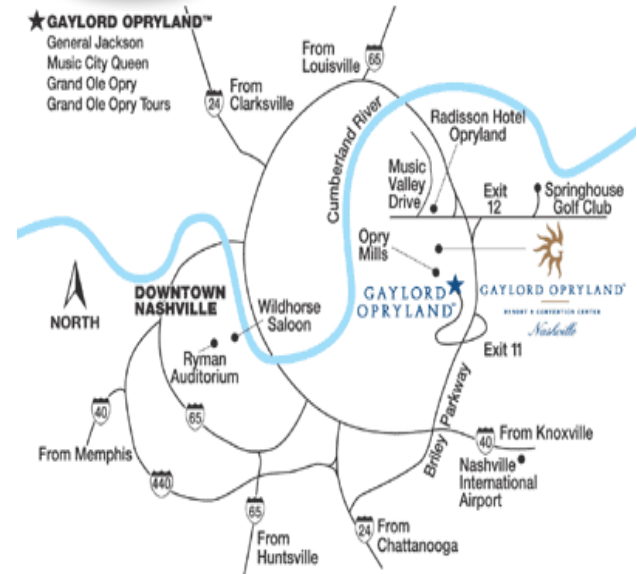 ★ GAYLORD OPRYLAND™
General Jackson
Music City Queen
Grand Ole Opry
Grand Ole Opry Tours
From
Louisville
65
24
From
Clarksville
Cumberland River
Radisson Hotel
Opryland
Music
Valley
Drive
Exit
12
Springhouse
Golf Club
Opry
Mills
GAYLORD
OPRYLAND™
GAYLORD OPRYLAND™
RESORT & CONVENTION CENTER
Nashville
Exit 11
NORTH
DOWNTOWN
NASHVILLE
Wildhorse
Saloon
Ryman
Auditorium
Briley Parkway
40
From Memphis
65
440
65
From
Huntsville
24
From
Chattanooga
40
From Knoxville
Nashville
International
Airport